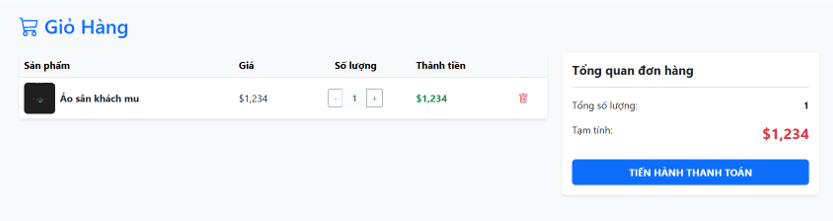 Giỏ Hàng
Sản phẩm Giá Số lượng Thành tiền
Áo sân khách mu $1,234 - 1 + $1,234
Tổng quan đơn hàng
Tổng số lượng: 1
Tạm tính: $1,234
TIẾN HÀNH THANH TOÁN